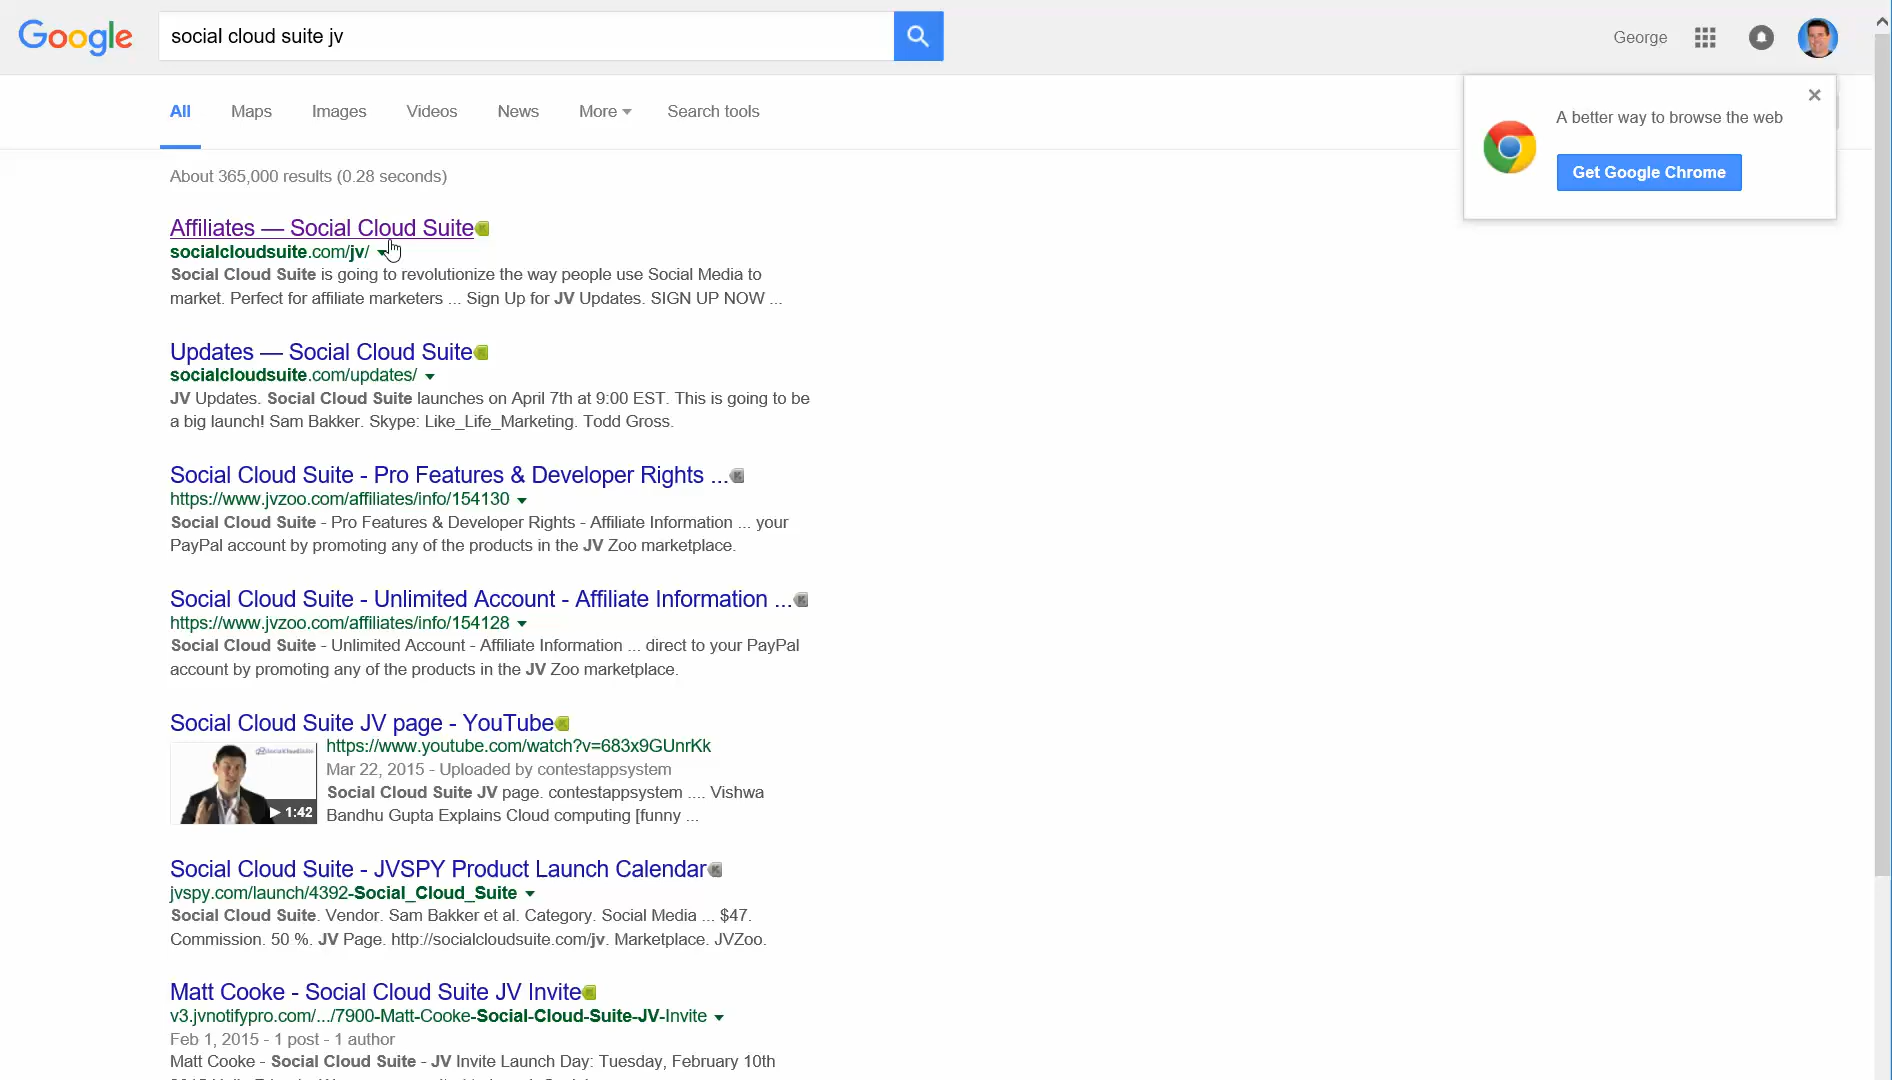 Google
social cloud suite jv
George
All Maps Images Videos News More Search tools
A better way to browse the web
Get Google Chrome
About 365,000 results (0.28 seconds)
Affiliates — Social Cloud Suite
socialcloudsuite.com/jv/
Social Cloud Suite is going to revolutionize the way people use Social Media to
market. Perfect for affiliate marketers ... Sign Up for JV Updates. SIGN UP NOW ...
Updates — Social Cloud Suite
socialcloudsuite.com/updates/
JV Updates. Social Cloud Suite launches on April 7th at 9:00 EST. This is going to be
a big launch! Sam Bakker. Skype: Like_Life_Marketing. Todd Gross.
Social Cloud Suite - Pro Features & Developer Rights ...
https://www.jvzoo.com/affiliates/info/154130
Social Cloud Suite - Pro Features & Developer Rights - Affiliate Information ... your
PayPal account by promoting any of the products in the JV Zoo marketplace.
Social Cloud Suite - Unlimited Account - Affiliate Information ...
https://www.jvzoo.com/affiliates/info/154128
Social Cloud Suite - Unlimited Account - Affiliate Information ... direct to your PayPal
account by promoting any of the products in the JV Zoo marketplace.
Social Cloud Suite JV page - YouTube
SocialCloudSuite
1:42
https://www.youtube.com/watch?v=683x9GUnrKk
Mar 22, 2015 - Uploaded by contestappsystem
Social Cloud Suite JV page. contestappsystem .... Vishwa
Bandhu Gupta Explains Cloud computing [funny ...
Social Cloud Suite - JVSPY Product Launch Calendar
jvspy.com/launch/4392-Social_Cloud_Suite
Social Cloud Suite. Vendor. Sam Bakker et al. Category. Social Media ... $47.
Commission. 50 %. JV Page. http://socialcloudsuite.com/jv. Marketplace. JVZoo.
Matt Cooke - Social Cloud Suite JV Invite
v3.jvnotifypro.com/.../7900-Matt-Cooke-Social-Cloud-Suite-JV-Invite
Feb 1, 2015 - 1 post - 1 author
Matt Cooke - Social Cloud Suite - JV Invite Launch Day: Tuesday, February 10th